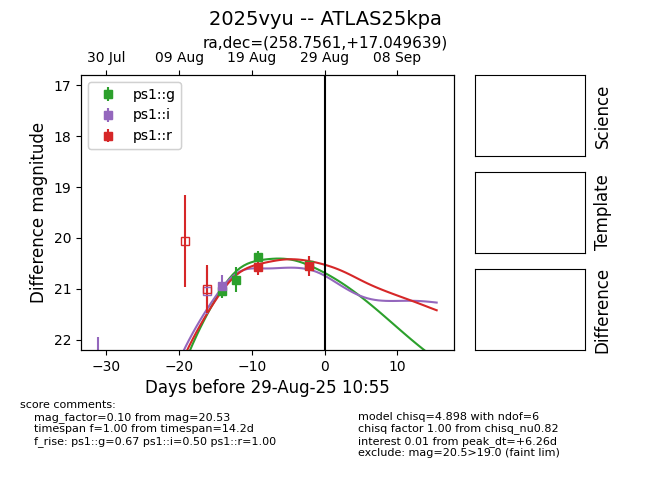 2025vyu -- ATLAS25kpa
ra,dec=(258.7561,+17.049639)
30 Jul 09 Aug 19 Aug 29 Aug 08 Sep
17
18
19
20
21
22
Difference magnitude
ps1::g
ps1::i
ps1::r
−30 −20 −10 0 10
Days before 29-Aug-25 10:55
Science
Template
Difference
score comments:
mag_factor=0.10 from mag=20.53
timespan f=1.00 from timespan=14.2d
f_rise: ps1::g=0.67 ps1::i=0.50 ps1::r=1.00
model chisq=4.898 with ndof=6
chisq factor 1.00 from chisq_nu0.82
interest 0.01 from peak_dt=+6.26d
exclude: mag=20.5>19.0 (faint lim)